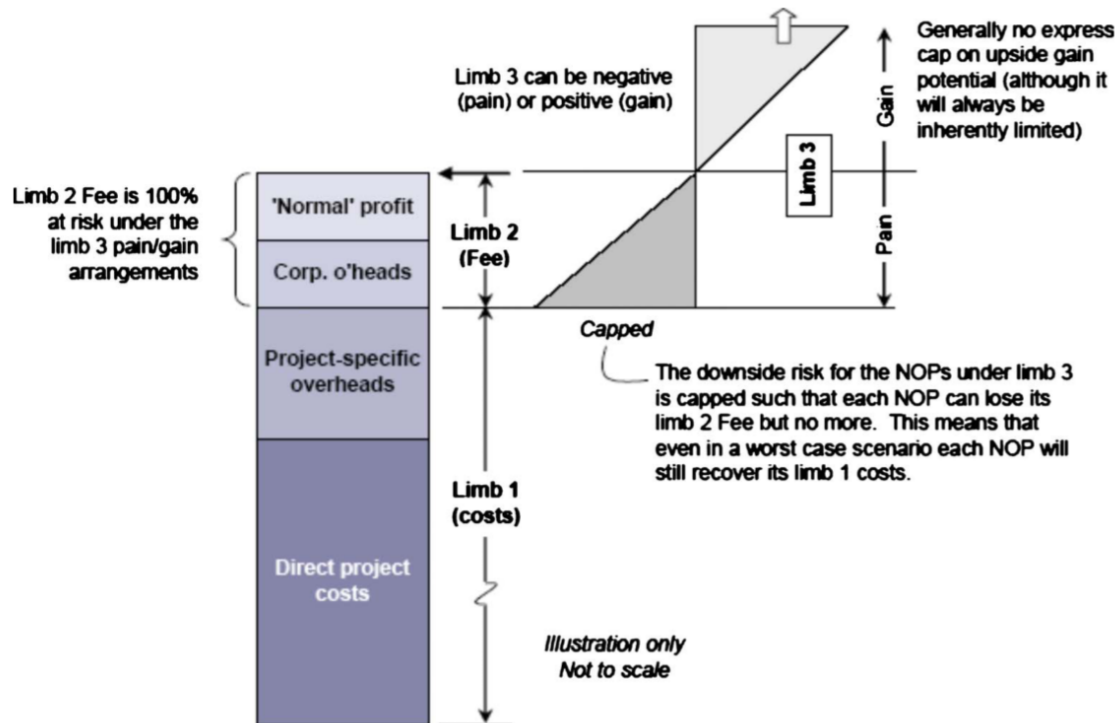 Generally no express
cap on upside gain
potential (although it
will always be
inherently limited)
Limb 3 can be negative
(pain) or positive (gain)
Gain
Limb 3
Pain
Limb 2 Fee is 100%
at risk under the
limb 3 pain/gain
arrangements
'Normal' profit
Corp. o'heads
Limb 2
(Fee)
Project-specific
overheads
Capped
The downside risk for the NOPs under limb 3
is capped such that each NOP can lose its
limb 2 Fee but no more. This means that
even in a worst case scenario each NOP will
still recover its limb 1 costs.
Limb 1
(costs)
Direct project
costs
Illustration only
Not to scale